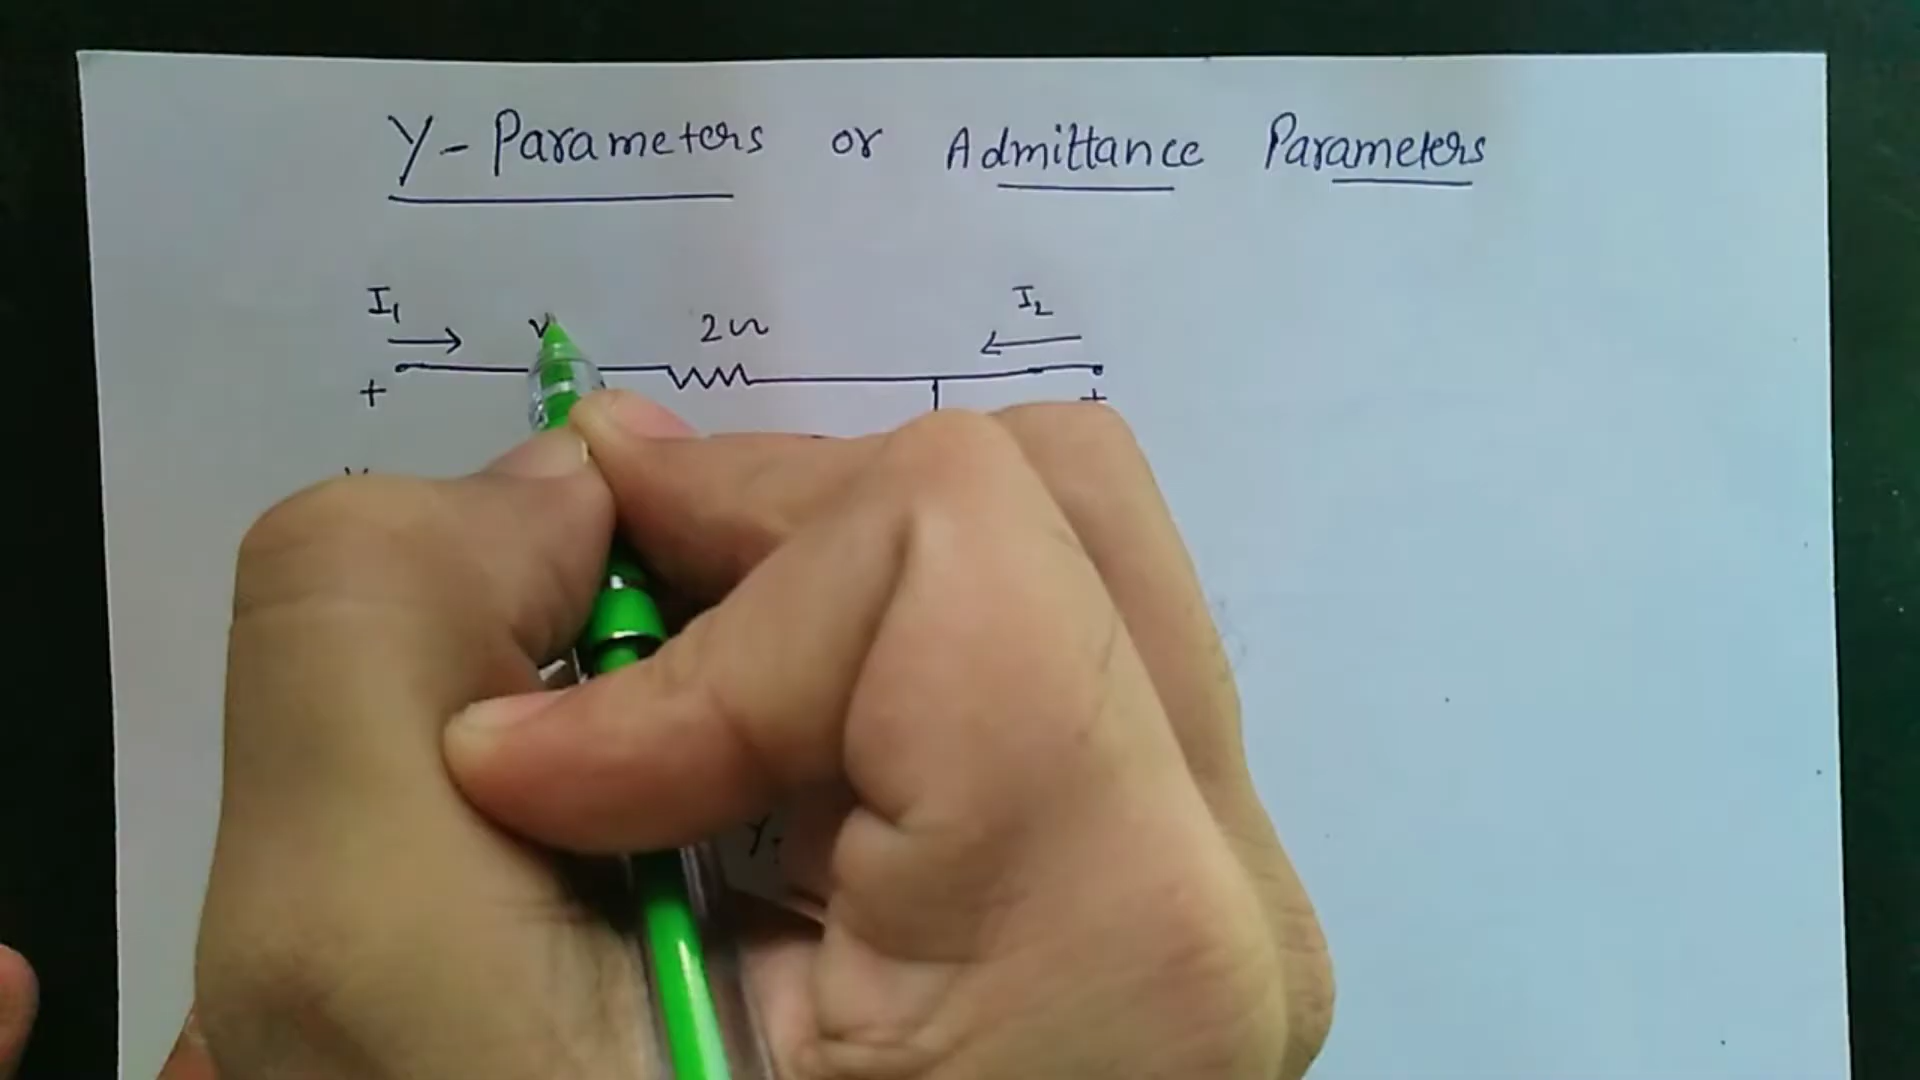 Y - Parameters or Admittance Parameters
I1 2Ω I2
+ +